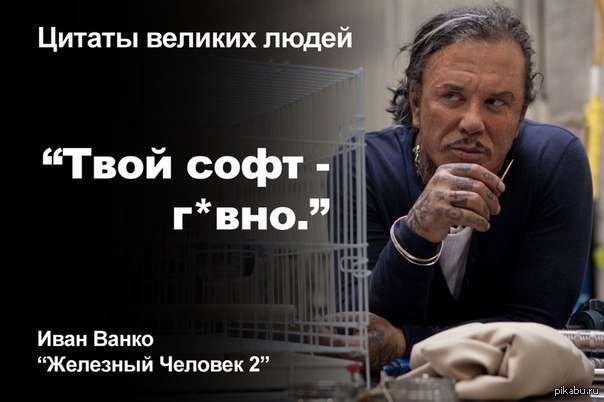 Цитаты великих людей
“Твой софт -
г*вно.”
Иван Ванко
“Железный Человек 2”
pikabu.ru